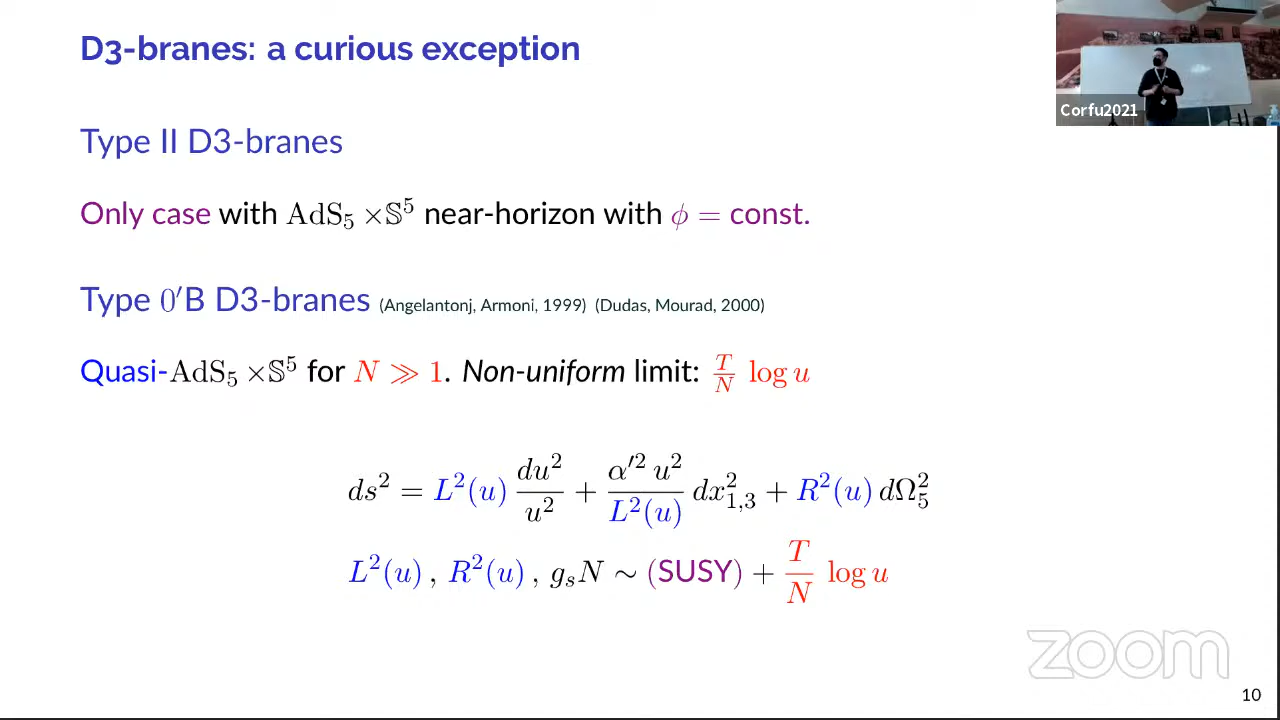 D3-branes: a curious exception
Corfu2021
Type II D3-branes
Only case with AdS₅ ×𝕊⁵ near-horizon with ϕ = const.
Type 0′B D3-branes (Angelantonj, Armoni, 1999) (Dudas, Mourad, 2000)
Quasi-AdS₅ ×𝕊⁵ for N ≫ 1. Non-uniform limit: T/N log u
ds² = L²(u) du²/u² + α′² u²/L²(u) dx²₁,₃ + R²(u) dΩ²₅
L²(u) , R²(u) , gₛN ∼ (SUSY) + T/N log u
zoom
10